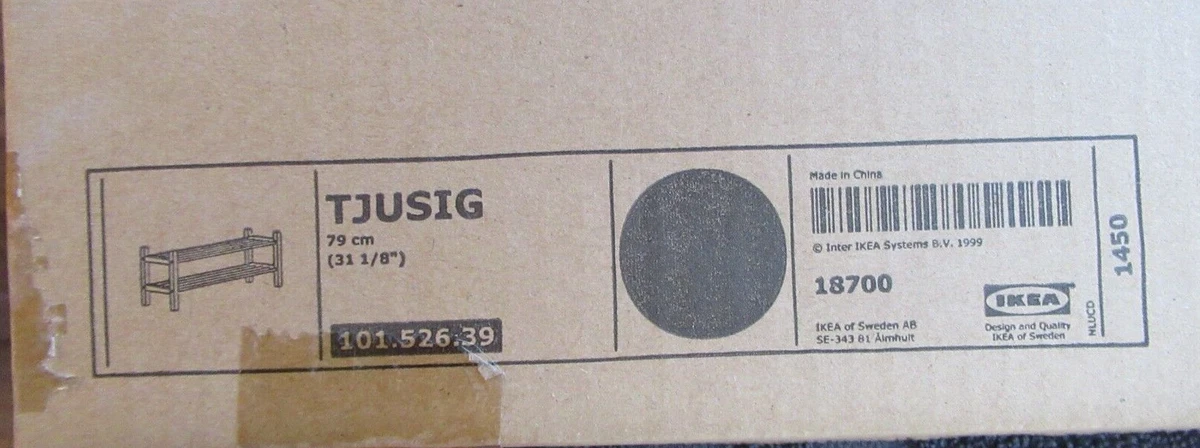 TJUSIG
79 cm
(31 1/8")
101.526.39
Made in China
© Inter IKEA Systems B.V. 1999
18700
IKEA of Sweden AB
SE-343 81 Älmhult
IKEA
Design and Quality
IKEA of Sweden
NLUCD
1450